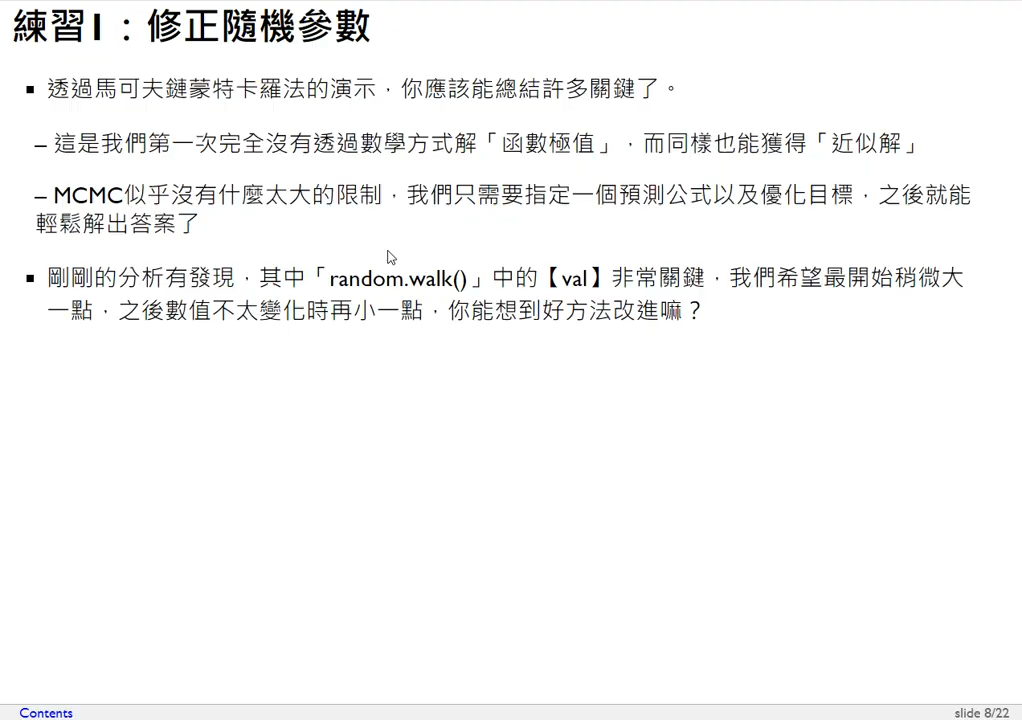 練習1：修正隨機參數
▪ 透過馬可夫鏈蒙特卡羅法的演示，你應該能總結許多關鍵了。
– 這是我們第一次完全沒有透過數學方式解「函數極值」，而同樣也能獲得「近似解」
– MCMC似乎沒有什麼太大的限制，我們只需要指定一個預測公式以及優化目標，之後就能
輕鬆解出答案了
▪ 剛剛的分析有發現，其中「random.walk()」中的【val】非常關鍵，我們希望最開始稍微大
一點，之後數值不太變化時再小一點，你能想到好方法改進嘛？
Contents
slide 8/22